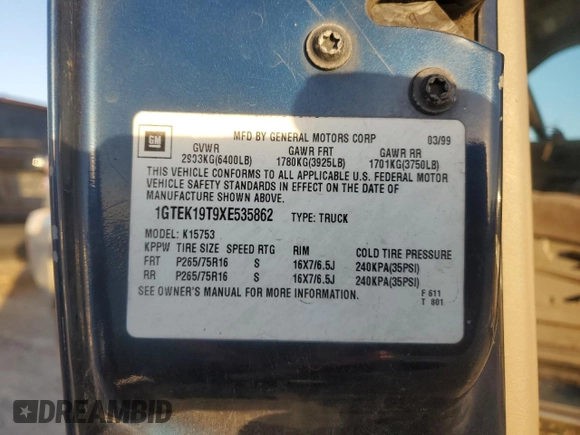 MFD BY GENERAL MOTORS CORP 03/99
GM
GVWR GAWR FRT GAWR RR
2933KG(6400LB) 1780KG(3925LB) 1701KG(3750LB)
THIS VEHICLE CONFORMS TO ALL APPLICABLE U.S. FEDERAL MOTOR
VEHICLE SAFETY STANDARDS IN EFFECT ON THE DATE OF
MANUFACTURE SHOWN ABOVE.
1GTEK19T9XE535862 TYPE: TRUCK
MODEL: K15753
KPPW TIRE SIZE SPEED RTG RIM COLD TIRE PRESSURE
FRT P265/75R16 S 16X7/6.5J 240KPA(35PSI)
RR P265/75R16 S 16X7/6.5J 240KPA(35PSI)
SEE OWNER'S MANUAL FOR MORE INFORMATION.
F 611
T 801
DREAMBID